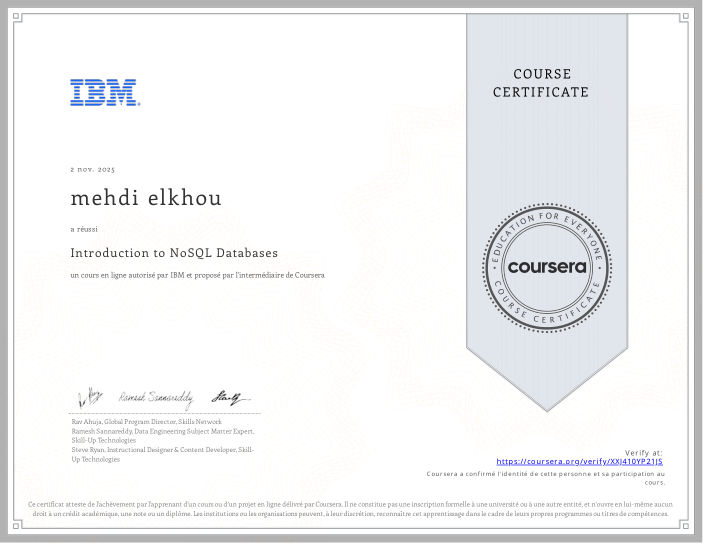 IBM
COURSE
CERTIFICATE
2 nov. 2025
mehdi elkhou
a réussi
Introduction to NoSQL Databases
un cours en ligne autorisé par IBM et proposé par l'intermédiaire de Coursera
EDUCATION FOR EVERYONE
coursera
COURSE CERTIFICATE
Ramesh Sannareddy
Rav Ahuja, Global Program Director, Skills Network
Ramesh Sannareddy, Data Engineering Subject Matter Expert,
Skill-Up Technologies
Steve Ryan, Instructional Designer & Content Developer, Skill-
Up Technologies
Verify at:
https://coursera.org/verify/XXJ410YP21JS
Coursera a confirmé l'identité de cette personne et sa participation au
cours.
Ce certificat atteste de l'achèvement par l'apprenant d'un cours ou d'un projet en ligne délivré par Coursera. Il ne constitue pas une inscription formelle à une université ou à une autre entité, et n'ouvre en lui-même aucun
droit à un crédit académique, une note ou un diplôme. Les institutions ou les organisations peuvent, à leur discrétion, reconnaître cet apprentissage dans le cadre de leurs propres programmes ou titres de compétences.